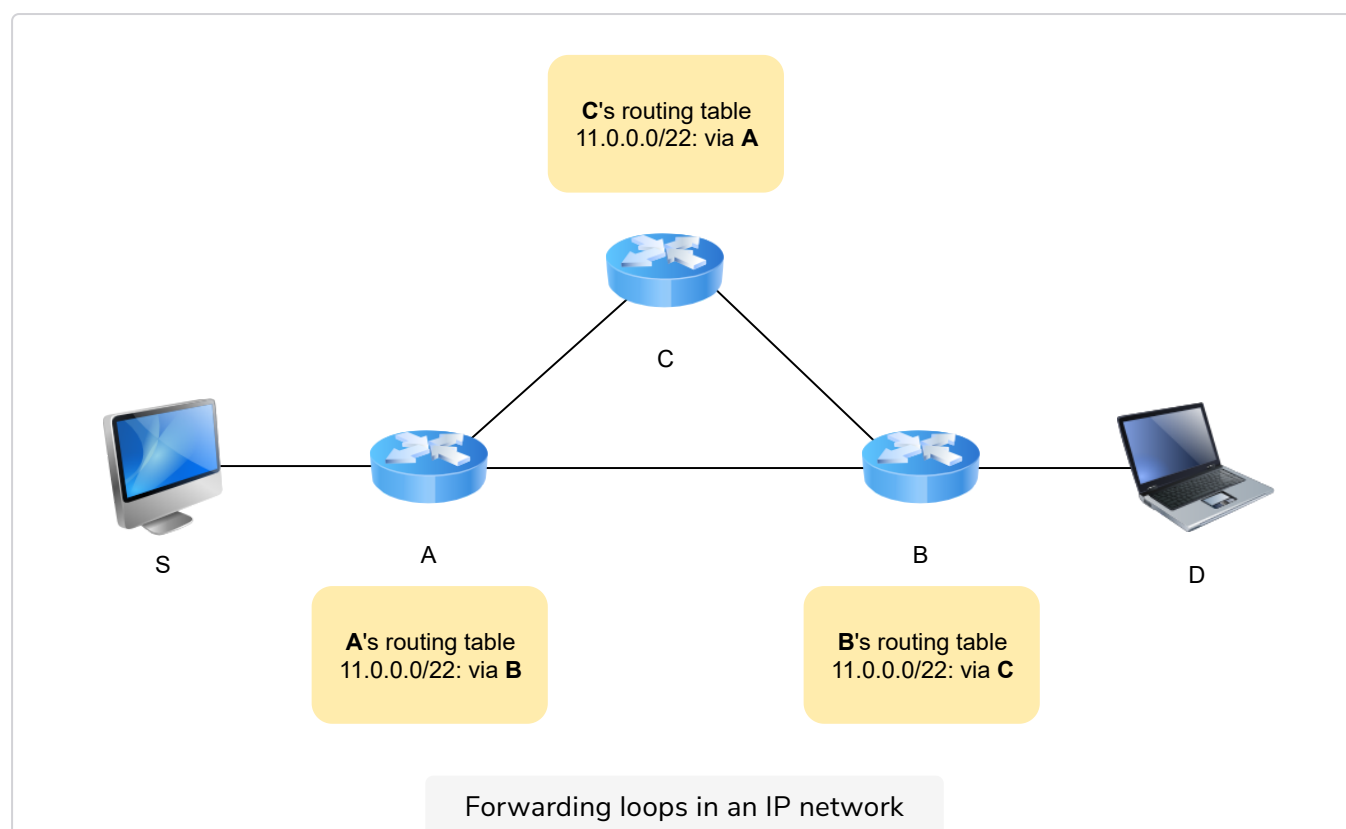 C's routing table
11.0.0.0/22: via A
C
S
A
B
D
A's routing table
11.0.0.0/22: via B
B's routing table
11.0.0.0/22: via C
Forwarding loops in an IP network